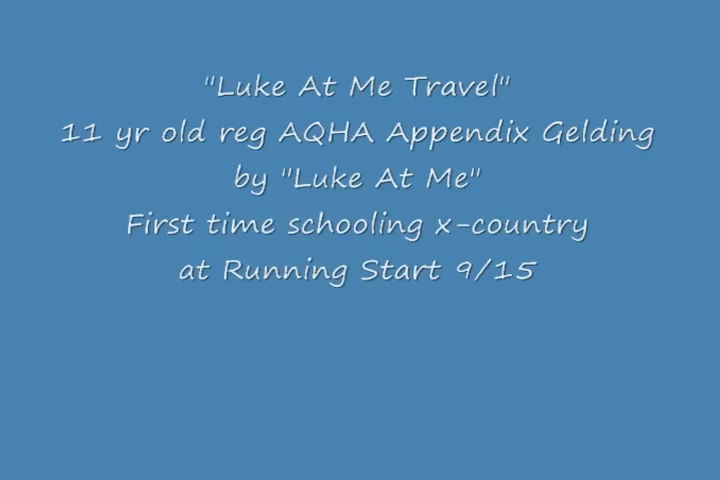 "Luke At Me Travel"
11 yr old reg AQHA Appendix Gelding
by "Luke At Me"
First time schooling x-country
at Running Start 9/15